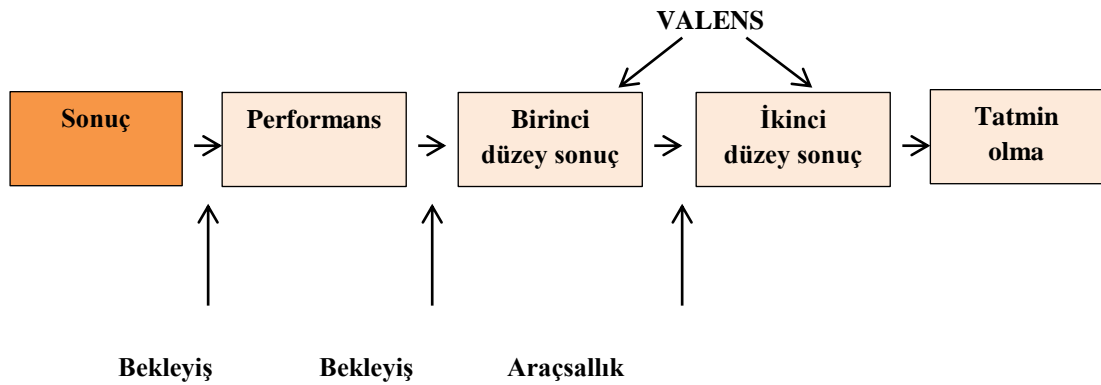 VALENS
Sonuç
Performans
Birinci
düzey sonuç
İkinci
düzey sonuç
Tatmin
olma
Bekleyiş
Bekleyiş
Araçsallık